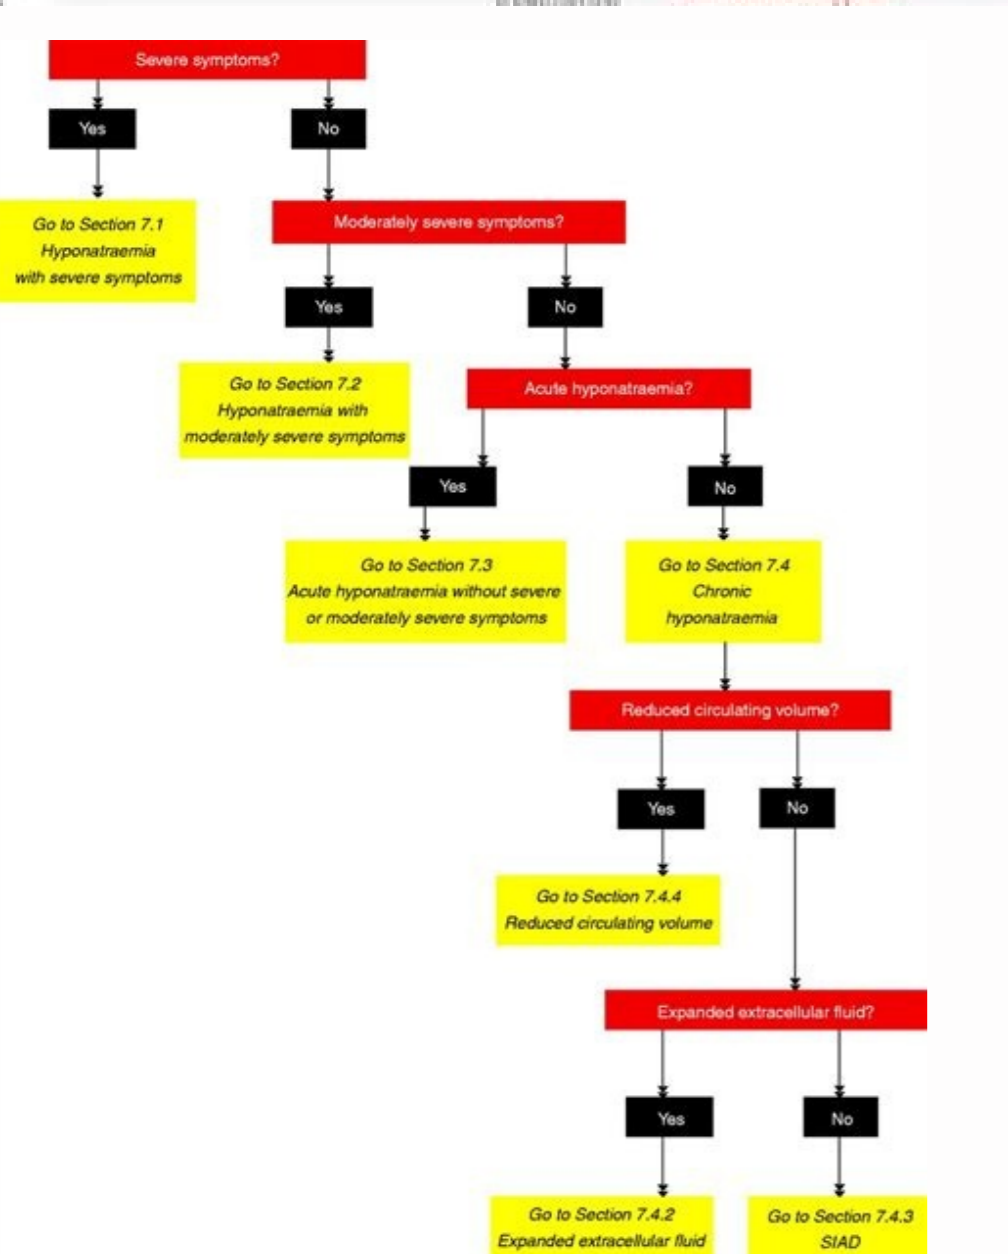 Severe symptoms?
Yes
No
Go to Section 7.1
Hyponatraemia
with severe symptoms
Moderately severe symptoms?
Yes
No
Go to Section 7.2
Hyponatraemia with
moderately severe symptoms
Acute hyponatraemia?
Yes
No
Go to Section 7.3
Acute hyponatraemia without severe
or moderately severe symptoms
Go to Section 7.4
Chronic
hyponatraemia
Reduced circulating volume?
Yes
No
Go to Section 7.4.4
Reduced circulating volume
Expanded extracellular fluid?
Yes
No
Go to Section 7.4.2
Expanded extracellular fluid
Go to Section 7.4.3
SIAD